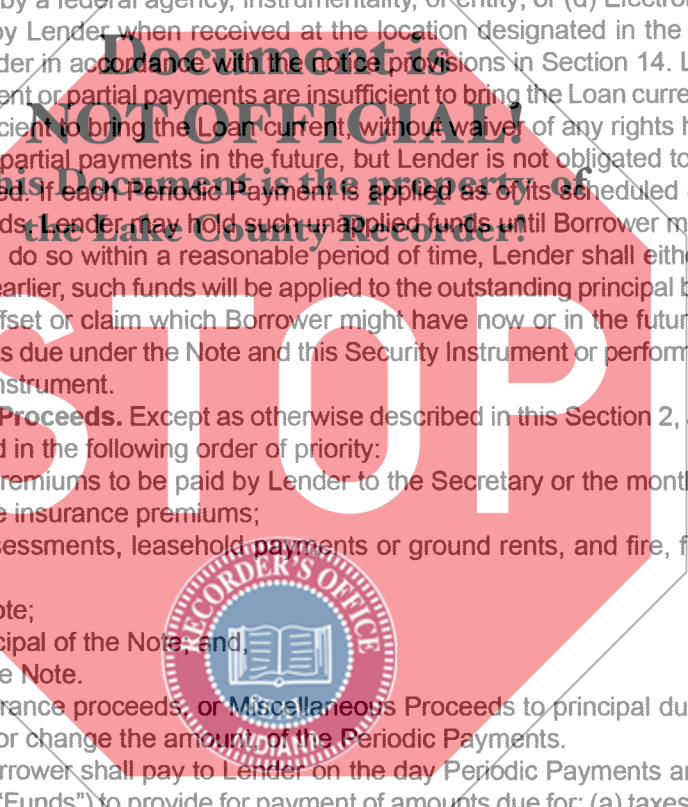 by a federal agency, instrumentality, or entity; or (d) Electron
by Lender when received at the location designated in the
Document is
der in accordance with the notice provisions in Section 14. L
ent or partial payments are insufficient to bring the Loan curre
NOT OFFICIAL!
cient to bring the Loan current, without waiver of any rights h
partial payments in the future, but Lender is not obligated to
his Document is the property of
ed. If each Periodic Payment is applied as of its scheduled
the Lake County Recorder!
ds. Lender may hold such unapplied funds until Borrower m
do so within a reasonable period of time, Lender shall eithe
earlier, such funds will be applied to the outstanding principal b
ffset or claim which Borrower might have now or in the futur
STOP
s due under the Note and this Security Instrument or perform
nstrument.
Proceeds. Except as otherwise described in this Section 2,
d in the following order of priority:
remiums to be paid by Lender to the Secretary or the month
e insurance premiums;
sessments, leasehold payments or ground rents, and fire, f
RECORDER'S OFFICE
ote;
cipal of the Note; and,
e Note.
rance proceeds, or Miscellaneous Proceeds to principal du
INDIANA
or change the amount, of the Periodic Payments.
rrower shall pay to Lender on the day Periodic Payments ar
"Funds") to provide for payment of amounts due for: (a) taxes